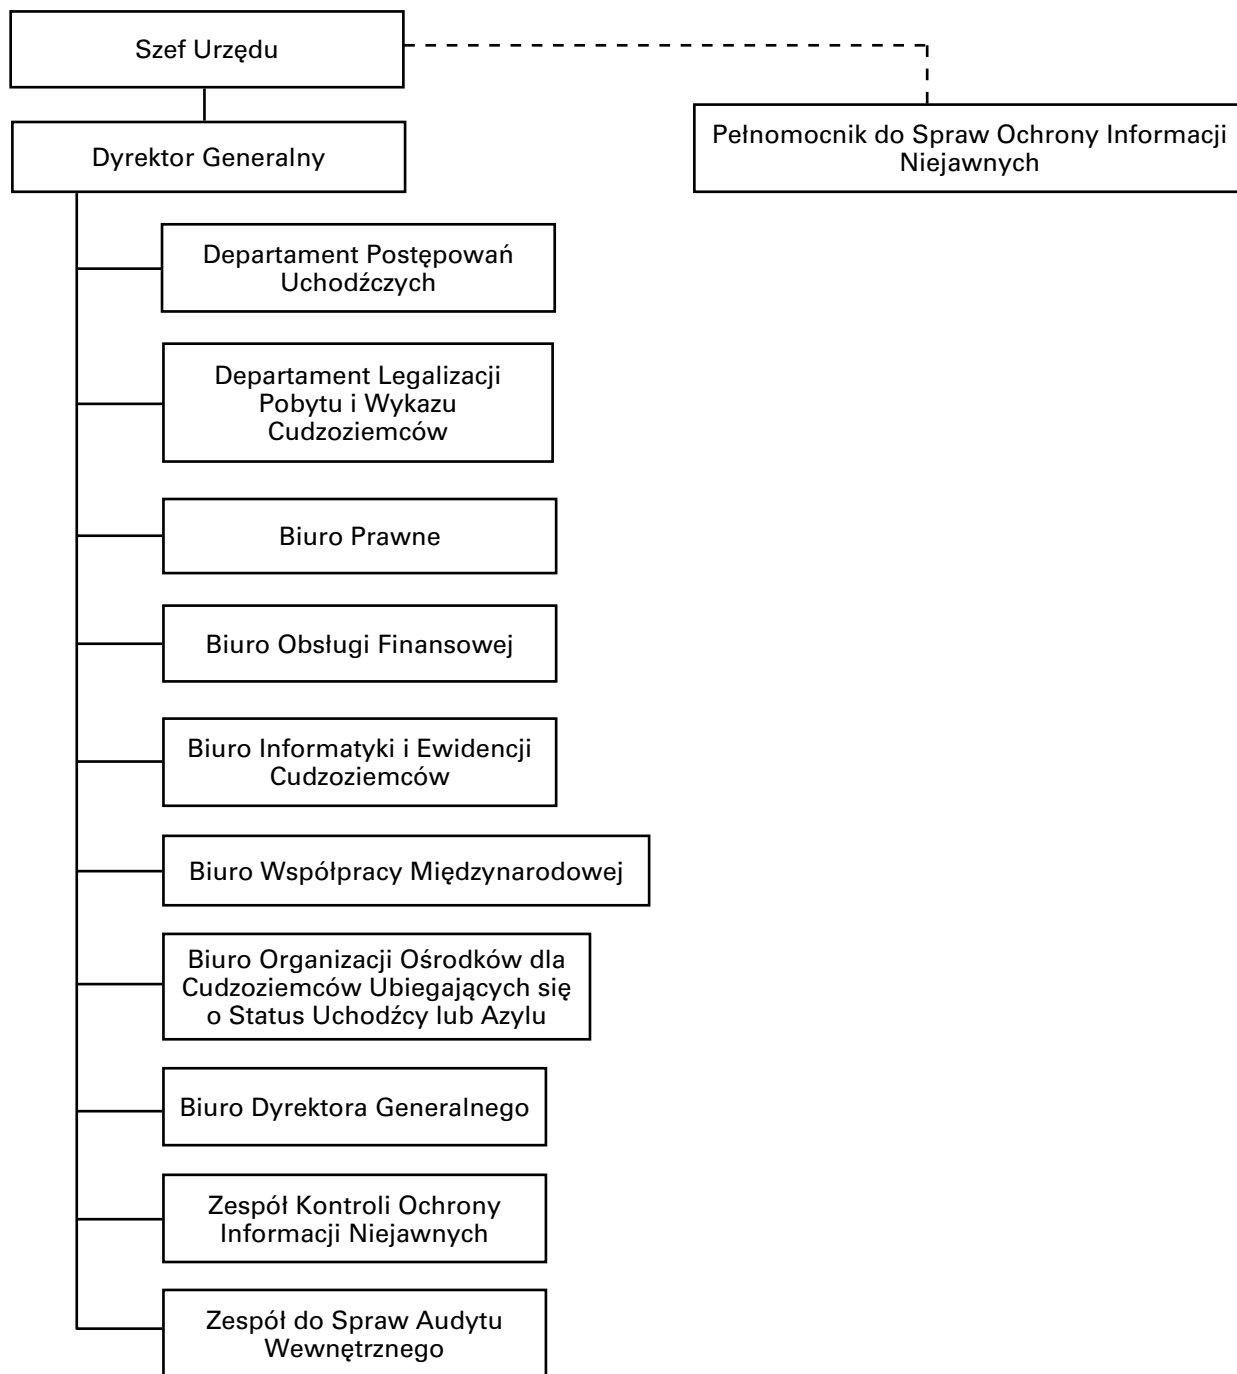 Szef Urzędu
Dyrektor Generalny
Pełnomocnik do Spraw Ochrony Informacji
Niejawnych
Departament Postępowań
Uchodźczych
Departament Legalizacji
Pobytu i Wykazu
Cudzoziemców
Biuro Prawne
Biuro Obsługi Finansowej
Biuro Informatyki i Ewidencji
Cudzoziemców
Biuro Współpracy Międzynarodowej
Biuro Organizacji Ośrodków dla
Cudzoziemców Ubiegających się
o Status Uchodźcy lub Azylu
Biuro Dyrektora Generalnego
Zespół Kontroli Ochrony
Informacji Niejawnych
Zespół do Spraw Audytu
Wewnętrznego